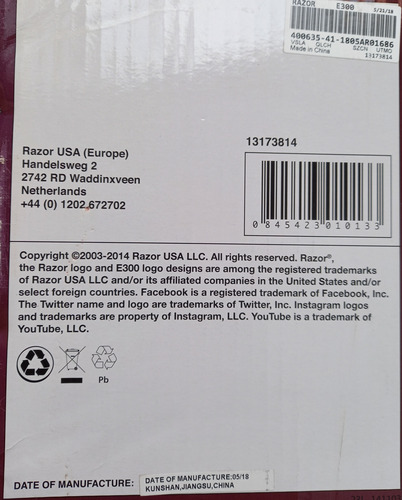 RAZOR E300 5/21/18
400635-41-1805AR01686
VSLA QLCH SZCN UTMO
Made in China 13173814
13173814
Razor USA (Europe)
Handelsweg 2
2742 RD Waddinxveen
Netherlands
+44 (0) 1202 672702
0 845423 010133
Copyright ©2003-2014 Razor USA LLC. All rights reserved. Razor®,
the Razor logo and E300 logo designs are among the registered trademarks
of Razor USA LLC and/or its affiliated companies in the United States and/or
select foreign countries. Facebook is a registered trademark of Facebook, Inc.
The Twitter name and logo are trademarks of Twitter, Inc. Instagram logos
and trademarks are property of Instagram, LLC. YouTube is a trademark of
YouTube, LLC.
Pb
DATE OF MANUFACTURE: DATE OF MANUFACTURE:05/18
KUNSHAN,JIANGSU,CHINA